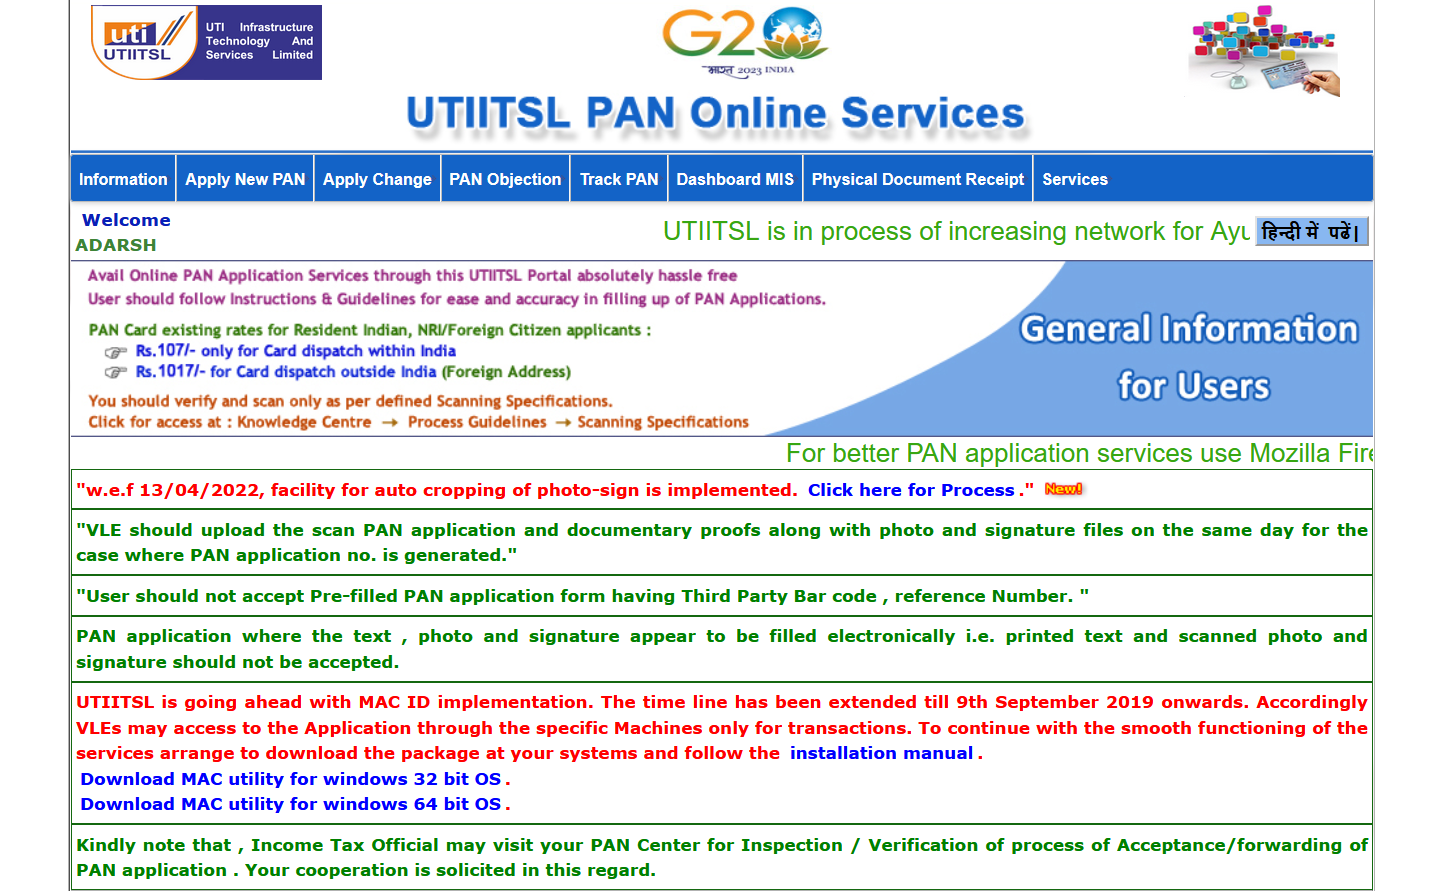 uti
UTIITSL
UTI Infrastructure
Technology And
Services Limited
G20
भारत 2023 INDIA
UTIITSL PAN Online Services
Information
Apply New PAN
Apply Change
PAN Objection
Track PAN
Dashboard MIS
Physical Document Receipt
Services
Welcome
ADARSH
UTIITSL is in process of increasing network for Ayu
हिन्दी में पढें|
Avail Online PAN Application Services through this UTIITSL Portal absolutely hassle free
User should follow Instructions & Guidelines for ease and accuracy in filling up of PAN Applications.
PAN Card existing rates for Resident Indian, NRI/Foreign Citizen applicants :
Rs.107/- only for Card dispatch within India
Rs.1017/- for Card dispatch outside India (Foreign Address)
You should verify and scan only as per defined Scanning Specifications.
Click for access at : Knowledge Centre → Process Guidelines → Scanning Specifications
General Information
for Users
For better PAN application services use Mozilla Fire
"w.e.f 13/04/2022, facility for auto cropping of photo-sign is implemented. Click here for Process." New!
"VLE should upload the scan PAN application and documentary proofs along with photo and signature files on the same day for the
case where PAN application no. is generated."
"User should not accept Pre-filled PAN application form having Third Party Bar code , reference Number. "
PAN application where the text , photo and signature appear to be filled electronically i.e. printed text and scanned photo and
signature should not be accepted.
UTIITSL is going ahead with MAC ID implementation. The time line has been extended till 9th September 2019 onwards. Accordingly
VLEs may access to the Application through the specific Machines only for transactions. To continue with the smooth functioning of the
services arrange to download the package at your systems and follow the installation manual.
Download MAC utility for windows 32 bit OS.
Download MAC utility for windows 64 bit OS.
Kindly note that , Income Tax Official may visit your PAN Center for Inspection / Verification of process of Acceptance/forwarding of
PAN application . Your cooperation is solicited in this regard.